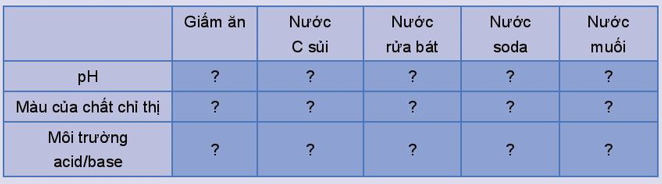 Giấm ăn Nước C sủi Nước rửa bát Nước soda Nước muối
pH ? ? ? ? ?
Màu của chất chỉ thị ? ? ? ? ?
Môi trường acid/base ? ? ? ? ?